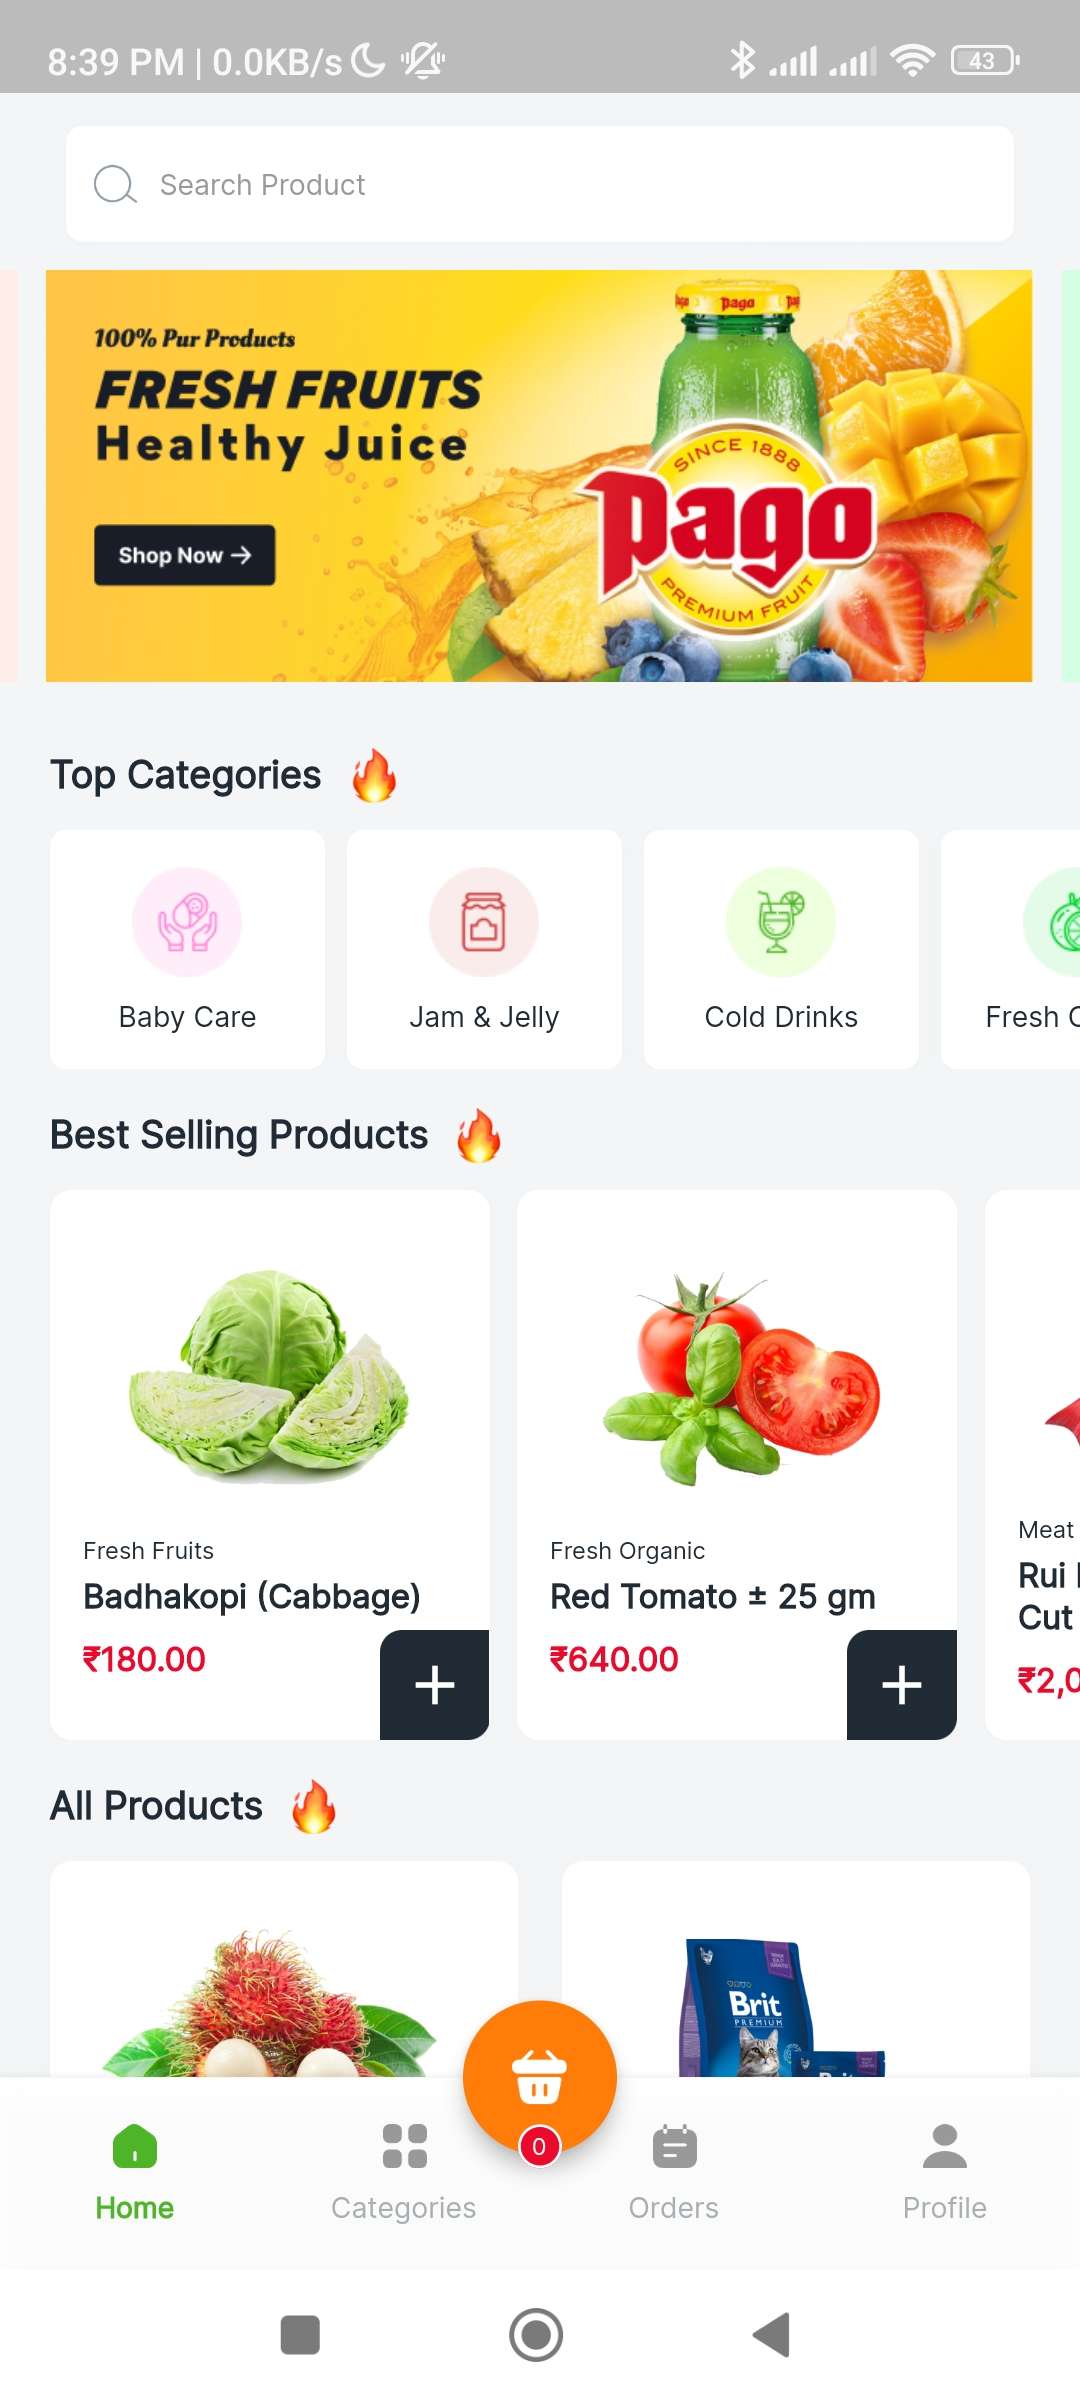 8:39 PM | 0.0KB/s
43
Search Product
100% Pur Products
FRESH FRUITS
Healthy Juice
Shop Now →
pago
SINCE 1888
pago
PREMIUM FRUIT
Top Categories 🔥
Baby Care
Jam & Jelly
Cold Drinks
Fresh
Best Selling Products 🔥
Fresh Fruits
Badhakopi (Cabbage)
₹180.00
Fresh Organic
Red Tomato ± 25 gm
₹640.00
Meat
Rui
Cut
₹2,0
All Products 🔥
Brit
PREMIUM
0
Home
Categories
Orders
Profile